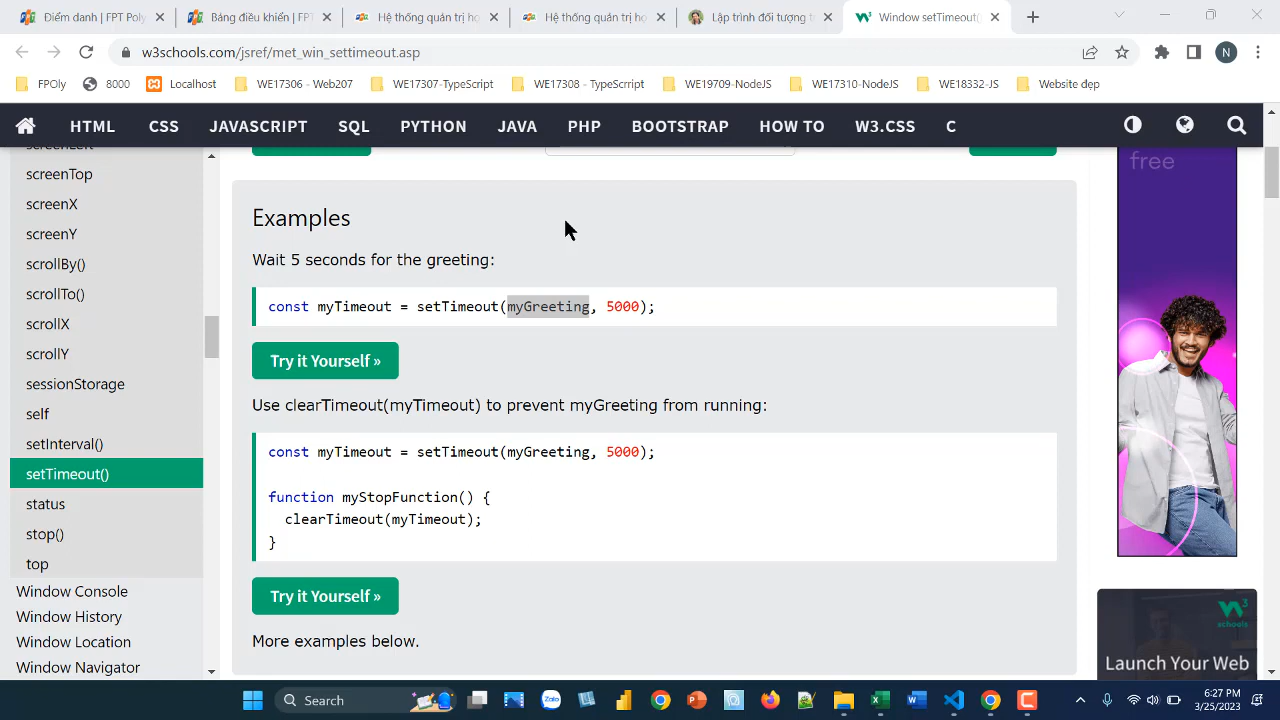 Điểm danh | FPT Poly
Bảng điều khiển | FPT
Hệ thống quản trị họ
Hệ thống quản trị họ
Lập trình đối tượng t
Window setTimeout()
w3schools.com/jsref/met_win_settimeout.asp
N
FPOly
8000
Localhost
WE17306 - Web207
WE17307-TypeScript
WE17308 - TypeScrript
WE19709-NodeJS
WE17310-NodeJS
WE18332-JS
Website đẹp
HTML CSS JAVASCRIPT SQL PYTHON JAVA PHP BOOTSTRAP HOW TO W3.CSS C
screenLeft
screenTop
screenX
screenY
scrollBy()
scrollTo()
scrollX
scrollY
sessionStorage
self
setInterval()
setTimeout()
status
stop()
top
Window Console
Window History
Window Location
Window Navigator
Examples
Wait 5 seconds for the greeting:
const myTimeout = setTimeout(myGreeting, 5000);
Try it Yourself »
Use clearTimeout(myTimeout) to prevent myGreeting from running:
const myTimeout = setTimeout(myGreeting, 5000);
function myStopFunction() {
clearTimeout(myTimeout);
}
Try it Yourself »
More examples below.
free
W3
schools
Launch Your Web
Search
Zalo
6:27 PM
3/25/2023